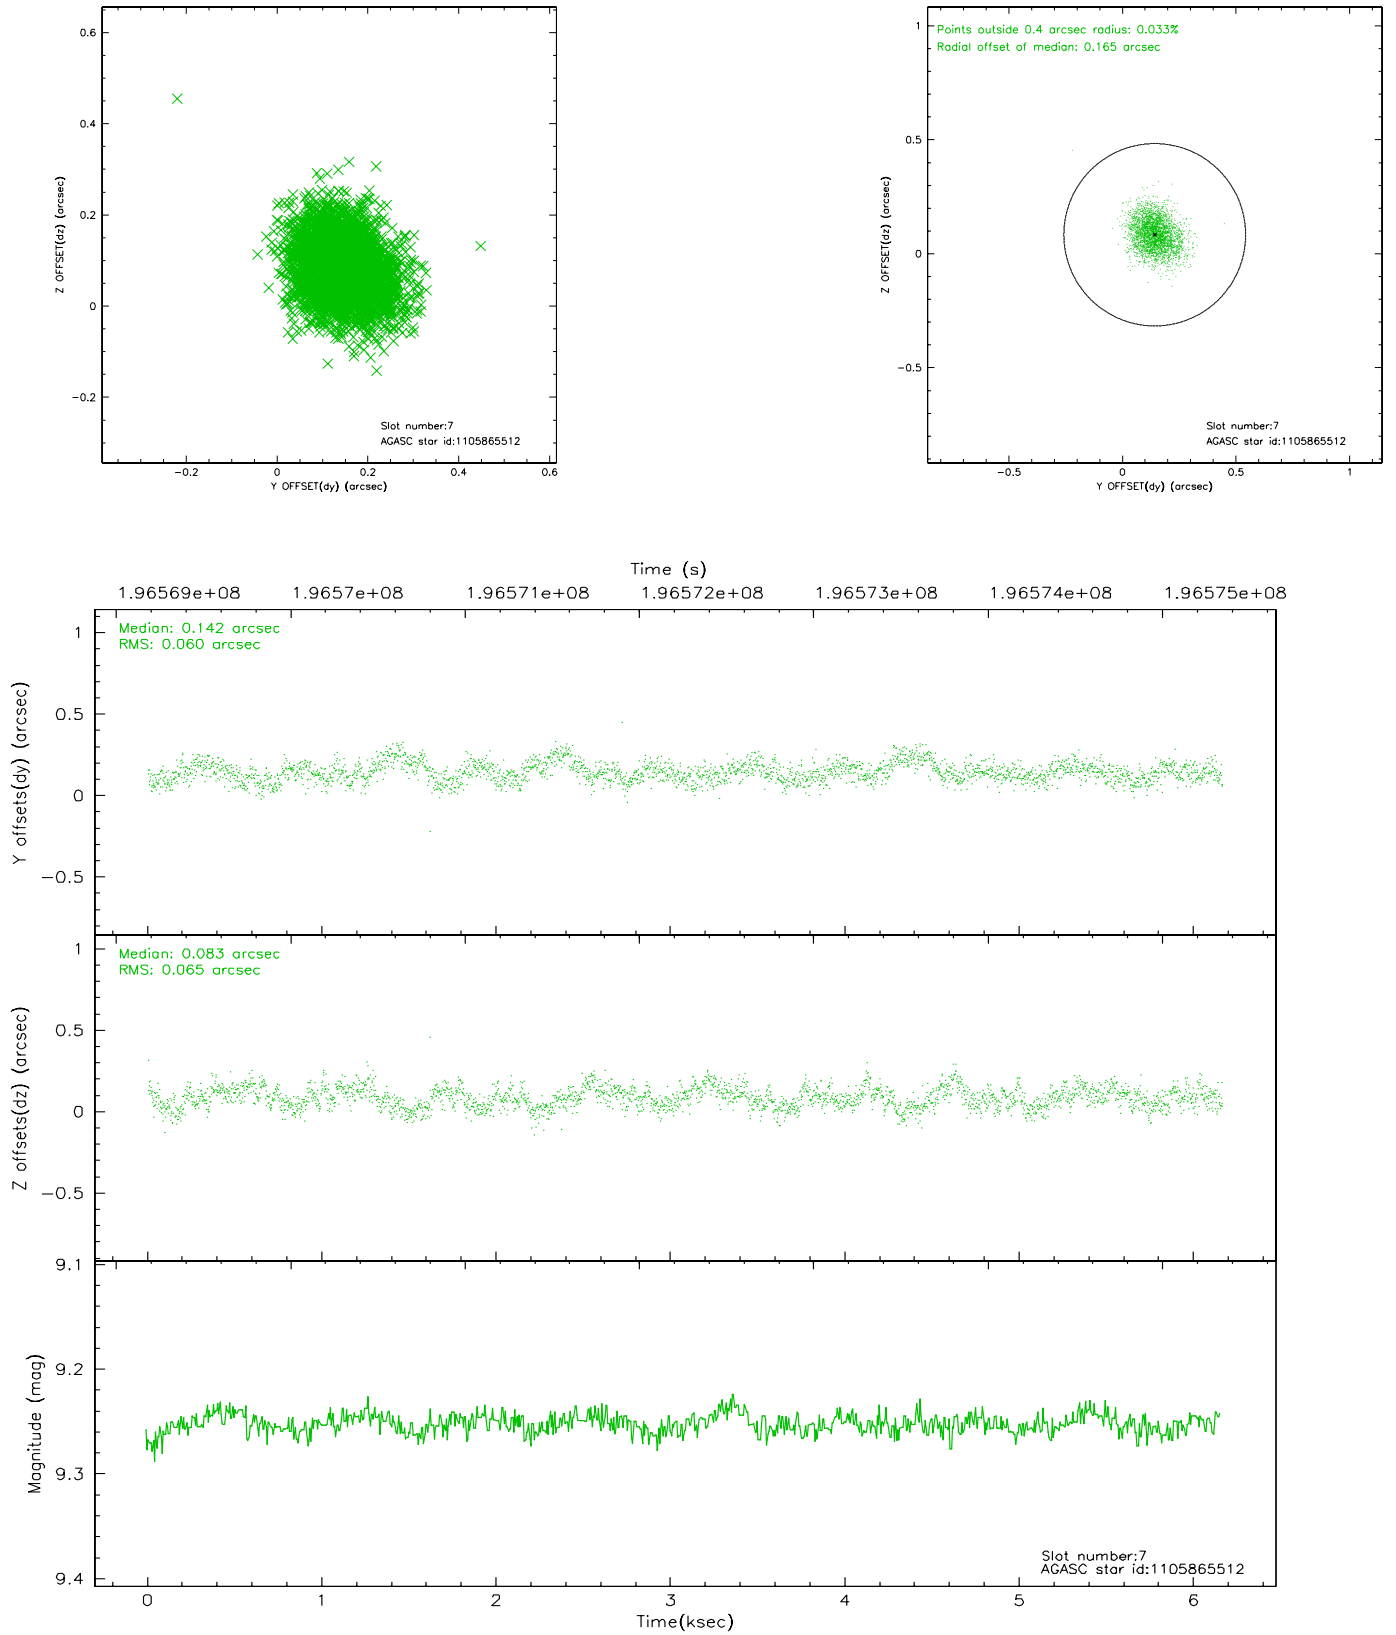 0.6
0.4
0.2
0
−0.2
Z OFFSET(dz) (arcsec)
−0.2 0 0.2 0.4 0.6
Y OFFSET(dy) (arcsec)
Slot number:7
AGASC star id:1105865512
Points outside 0.4 arcsec radius: 0.033%
Radial offset of median: 0.165 arcsec
1
0.5
0
−0.5
Z OFFSET(dz) (arcsec)
−0.5 0 0.5 1
Y OFFSET(dy) (arcsec)
Slot number:7
AGASC star id:1105865512
Time (s)
1.96569e+08 1.9657e+08 1.96571e+08 1.96572e+08 1.96573e+08 1.96574e+08 1.96575e+08
Median: 0.142 arcsec
RMS: 0.060 arcsec
1
0.5
0
−0.5
Y offsets(dy) (arcsec)
Median: 0.083 arcsec
RMS: 0.065 arcsec
1
0.5
0
−0.5
Z offsets(dz) (arcsec)
9.1
9.2
9.3
9.4
Magnitude (mag)
Slot number:7
AGASC star id:1105865512
0 1 2 3 4 5 6
Time(ksec)